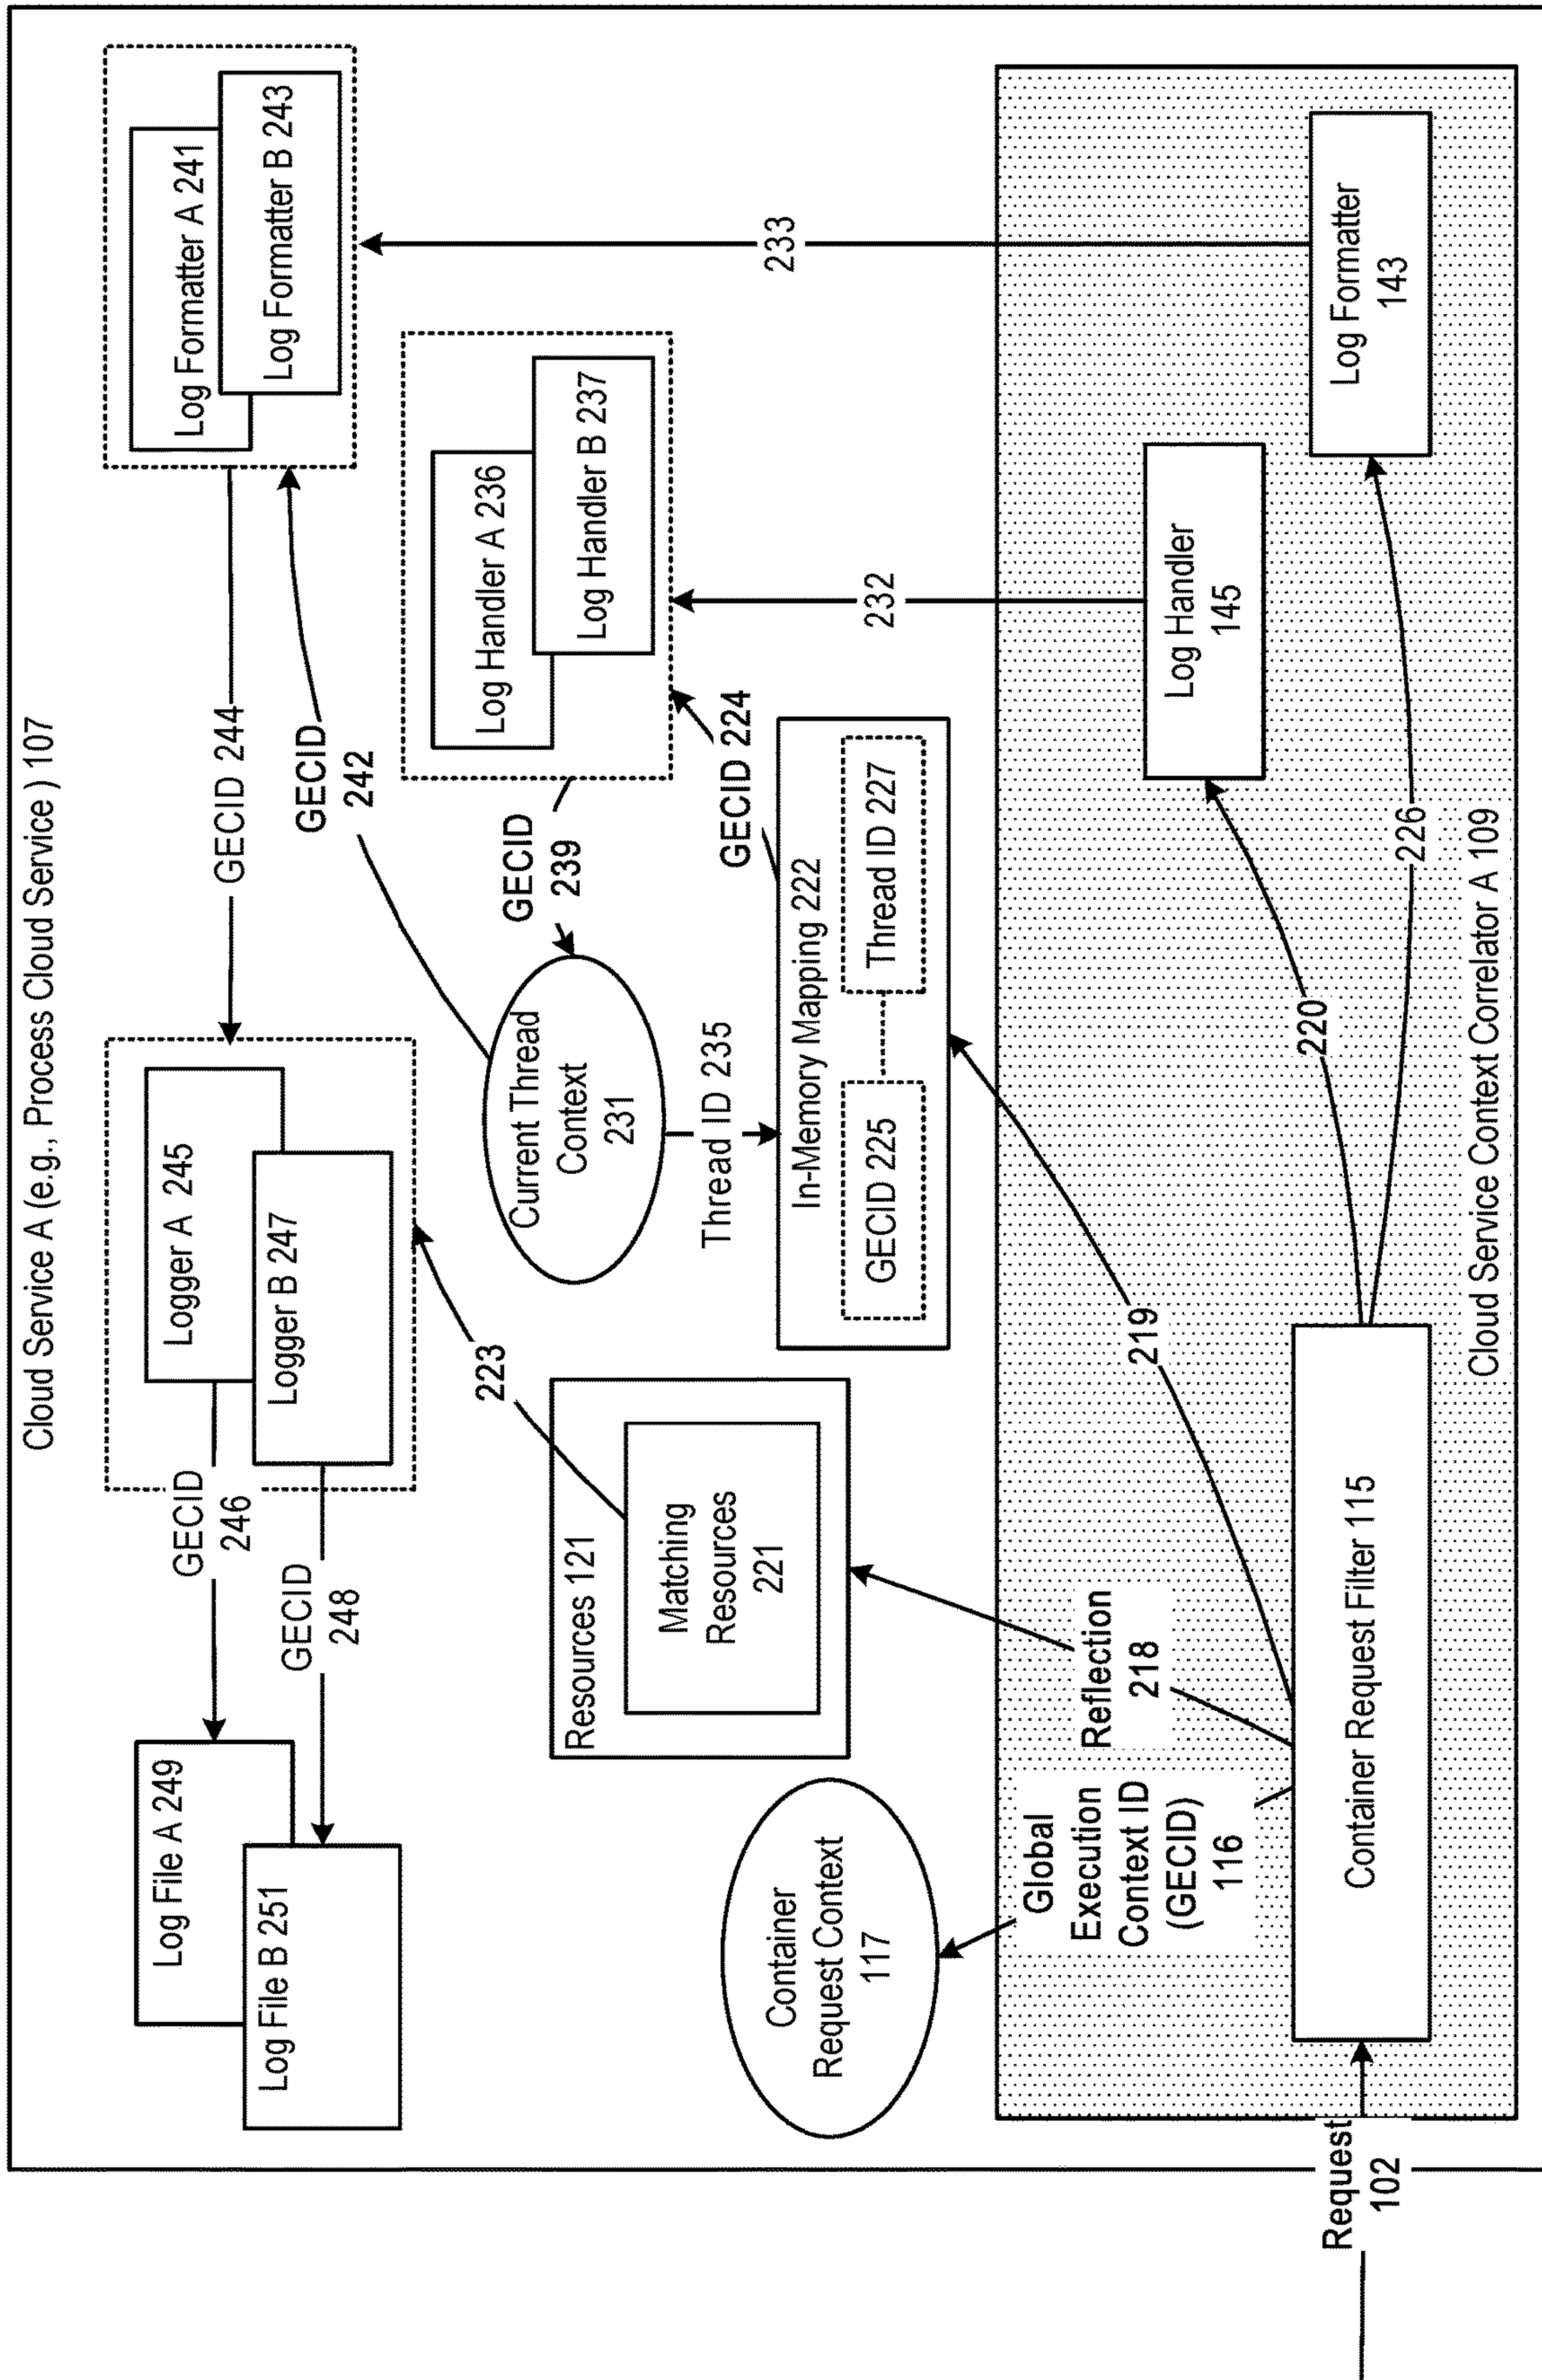 Cloud Service A (e.g., Process Cloud Service ) 107
Log File A 249
Log File B 251
GECID
246
GECID
248
Logger A 245
Logger B 247
GECID 244
Log Formatter A 241
Log Formatter B 243
GECID
242
223
Resources 121
Matching
Resources
221
Current Thread
Context
231
GECID
239
Log Handler A 236
Log Handler B 237
Thread ID 235
GECID 224
In-Memory Mapping 222
GECID 225
Thread ID 227
232
233
Container
Request Context
117
Global
Execution
Context ID
(GECID)
116
Reflection
218
219
220
226
Log Handler
145
Log Formatter
143
Container Request Filter 115
Cloud Service Context Correlator A 109
Request
102